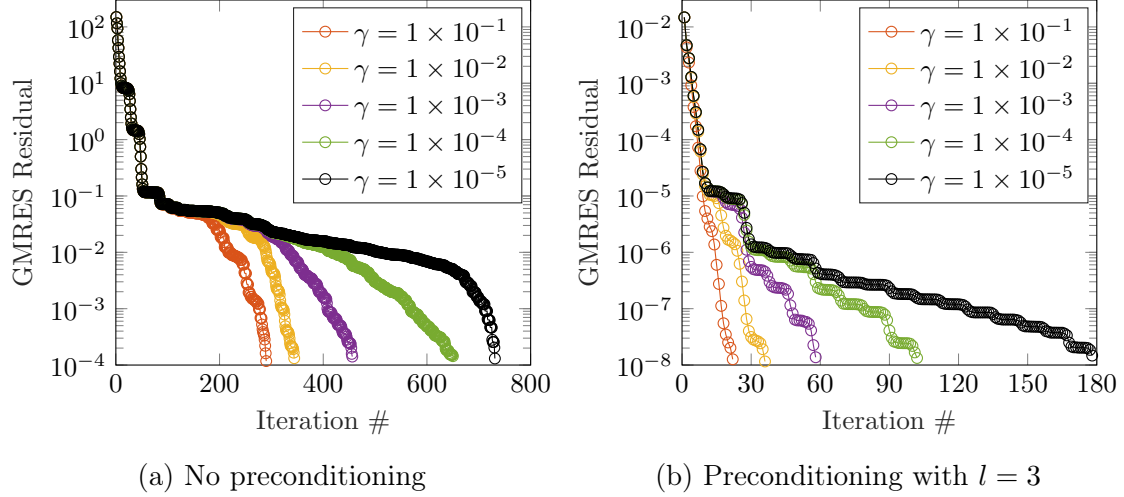 10^2
10^1
10^0
10^-1
10^-2
10^-3
10^-4
GMRES Residual
0 200 400 600 800
Iteration #
γ = 1 × 10^-1
γ = 1 × 10^-2
γ = 1 × 10^-3
γ = 1 × 10^-4
γ = 1 × 10^-5
(a) No preconditioning
10^-2
10^-3
10^-4
10^-5
10^-6
10^-7
10^-8
GMRES Residual
0 30 60 90 120 150 180
Iteration #
γ = 1 × 10^-1
γ = 1 × 10^-2
γ = 1 × 10^-3
γ = 1 × 10^-4
γ = 1 × 10^-5
(b) Preconditioning with l = 3